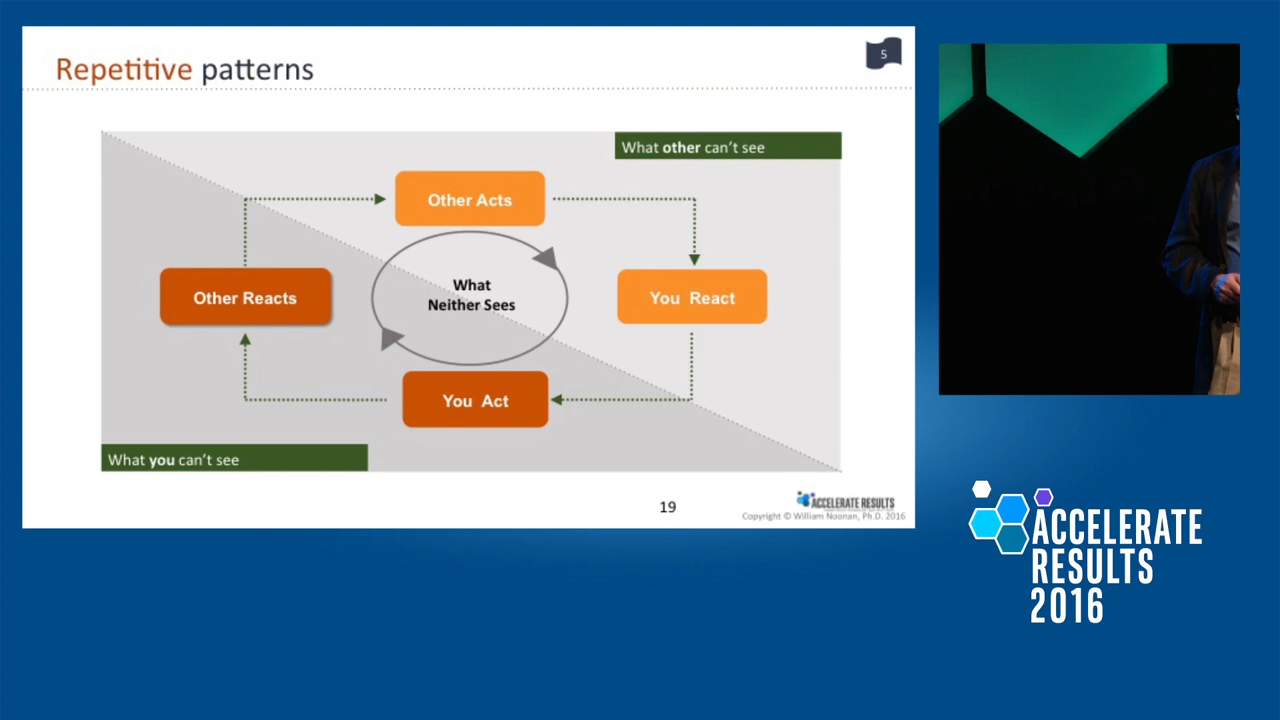 Repetitive patterns
5
What other can't see
Other Acts
What
Neither Sees
Other Reacts
You React
You Act
What you can't see
19
ACCELERATE RESULTS
Copyright © William Noonan, Ph.D. 2016
ACCELERATE
RESULTS
2016